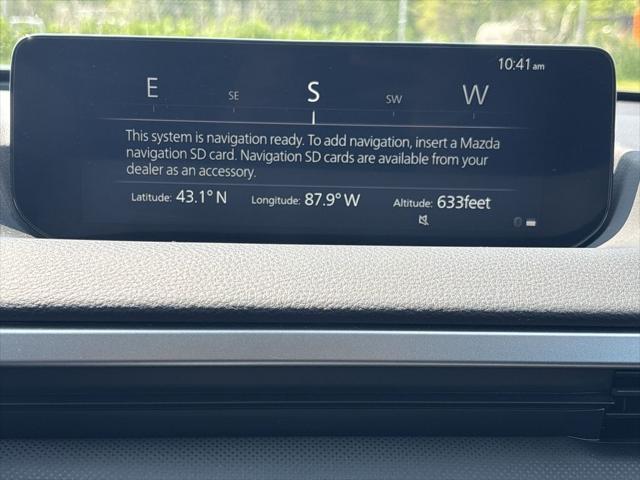 10:41 am
E SE S SW W
This system is navigation ready. To add navigation, insert a Mazda
navigation SD card. Navigation SD cards are available from your
dealer as an accessory.
Latitude: 43.1° N Longitude: 87.9° W Altitude: 633feet